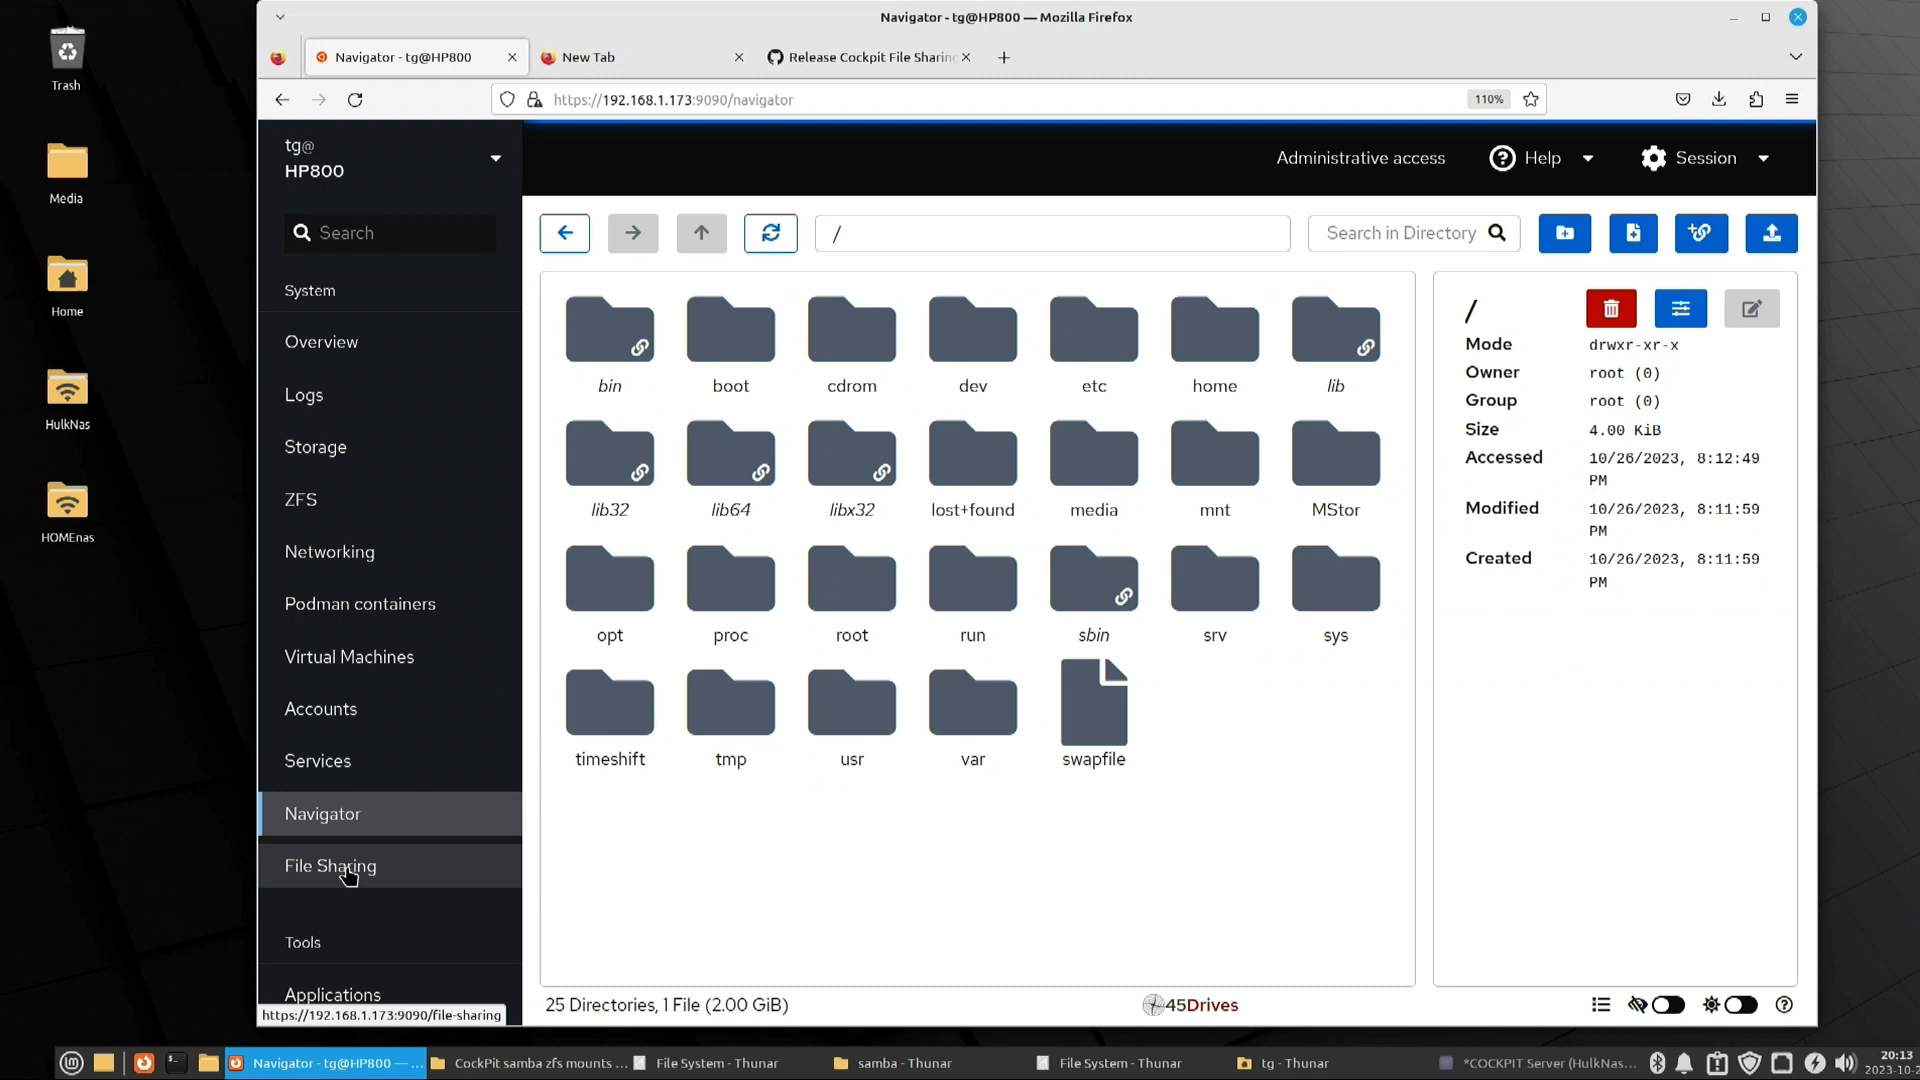 Navigator - tg@HP800 — Mozilla Firefox
Navigator - tg@HP800
New Tab
Release Cockpit File Sharing
https://192.168.1.173:9090/navigator
110%
Trash
Media
Home
HulkNas
HOMEnas
tg@
HP800
Search
System
Overview
Logs
Storage
ZFS
Networking
Podman containers
Virtual Machines
Accounts
Services
Navigator
File Sharing
Tools
Applications
https://192.168.1.173:9090/file-sharing
Administrative access
Help
Session
/
Search in Directory
bin
boot
cdrom
dev
etc
home
lib
lib32
lib64
libx32
lost+found
media
mnt
MStor
opt
proc
root
run
sbin
srv
sys
timeshift
tmp
usr
var
swapfile
/
Mode drwxr-xr-x
Owner root (0)
Group root (0)
Size 4.00 KiB
Accessed 10/26/2023, 8:12:49
PM
Modified 10/26/2023, 8:11:59
PM
Created 10/26/2023, 8:11:59
PM
25 Directories, 1 File (2.00 GiB)
45Drives
Navigator - tg@HP800 — ...
CockPit samba zfs mounts ...
File System - Thunar
samba - Thunar
File System - Thunar
tg - Thunar
*COCKPIT Server (HulkNas...
20:13
2023-10-2